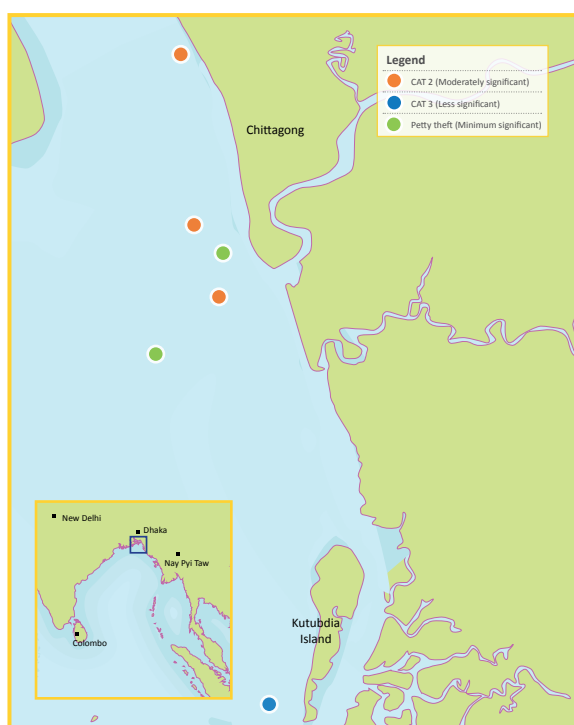 Legend
CAT 2 (Moderately significant)
CAT 3 (Less significant)
Petty theft (Minimum significant)
Chittagong
New Delhi
Dhaka
Nay Pyi Taw
Colombo
Kutubdia
Island